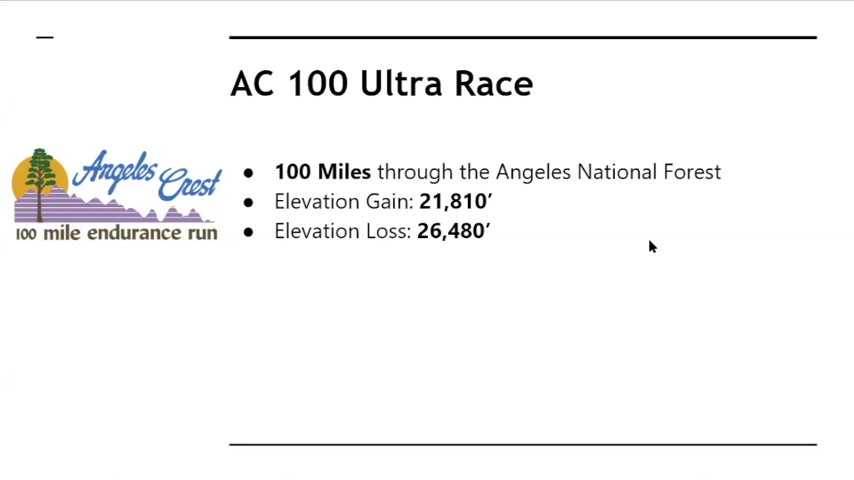 AC 100 Ultra Race
Angeles Crest
100 mile endurance run
● 100 Miles through the Angeles National Forest
● Elevation Gain: 21,810’
● Elevation Loss: 26,480’